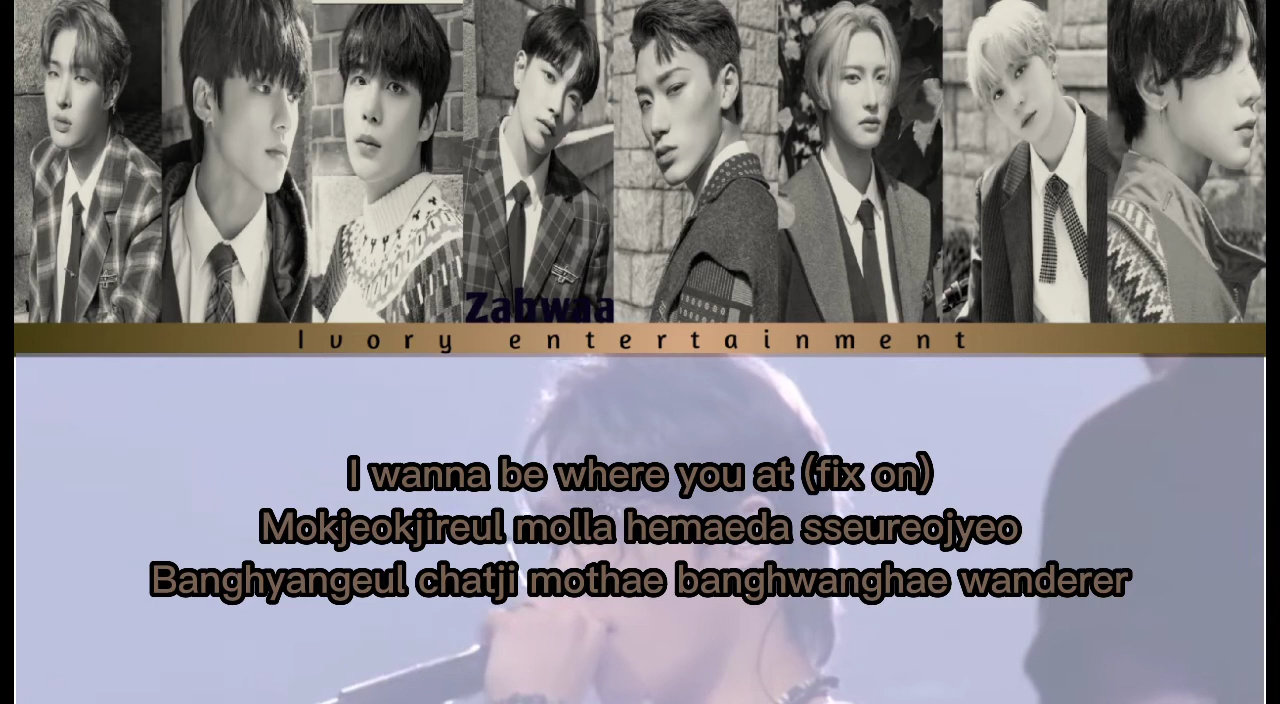 Zahwaa
Ivory entertainment
I wanna be where you at (fix on)
Mokjeokjireul molla hemaeda sseureojyeo
Banghyangeul chatji mothae banghwanghae wanderer